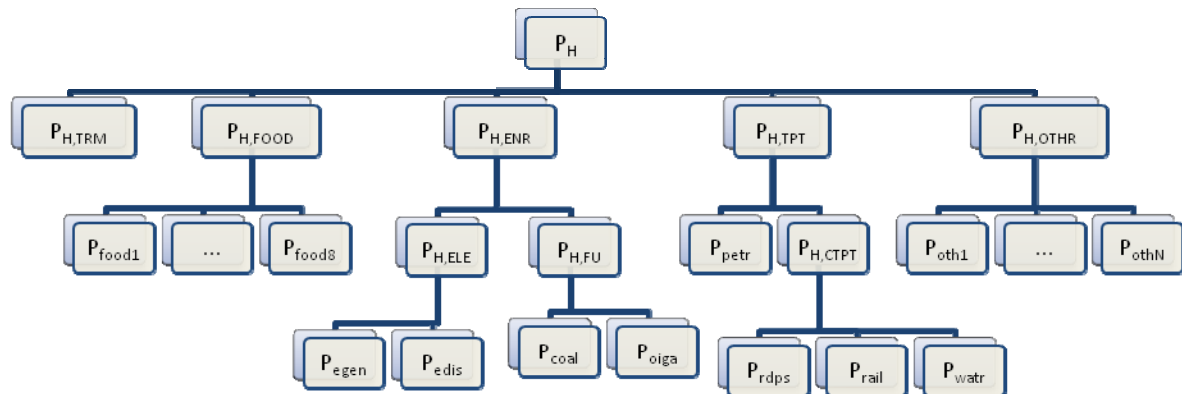 P_H
P_H,TRM
P_H,FOOD
P_H,ENR
P_H,TPT
P_H,OTHR
P_food1
...
P_food8
P_H,ELE
P_H,FU
P_petr
P_H,CTPT
P_oth1
...
P_othN
P_egen
P_edis
P_coal
P_oiga
P_rdps
P_rail
P_watr